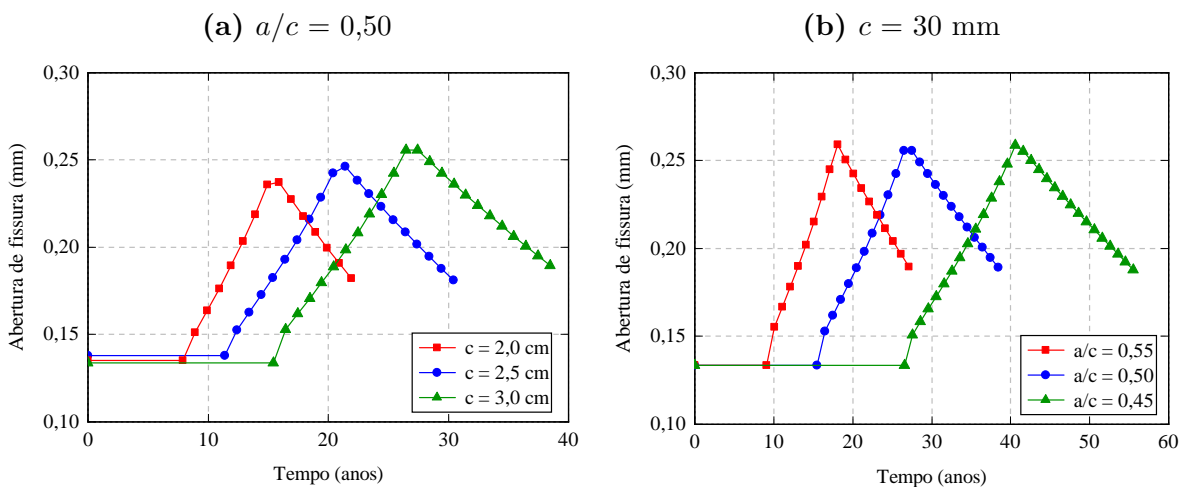 (a) a/c = 0,50
Abertura de fissura (mm)
0,30
0,25
0,20
0,15
0,10
c = 2,0 cm
c = 2,5 cm
c = 3,0 cm
0 10 20 30 40
Tempo (anos)
(b) c = 30 mm
Abertura de fissura (mm)
0,30
0,25
0,20
0,15
0,10
a/c = 0,55
a/c = 0,50
a/c = 0,45
0 10 20 30 40 50 60
Tempo (anos)